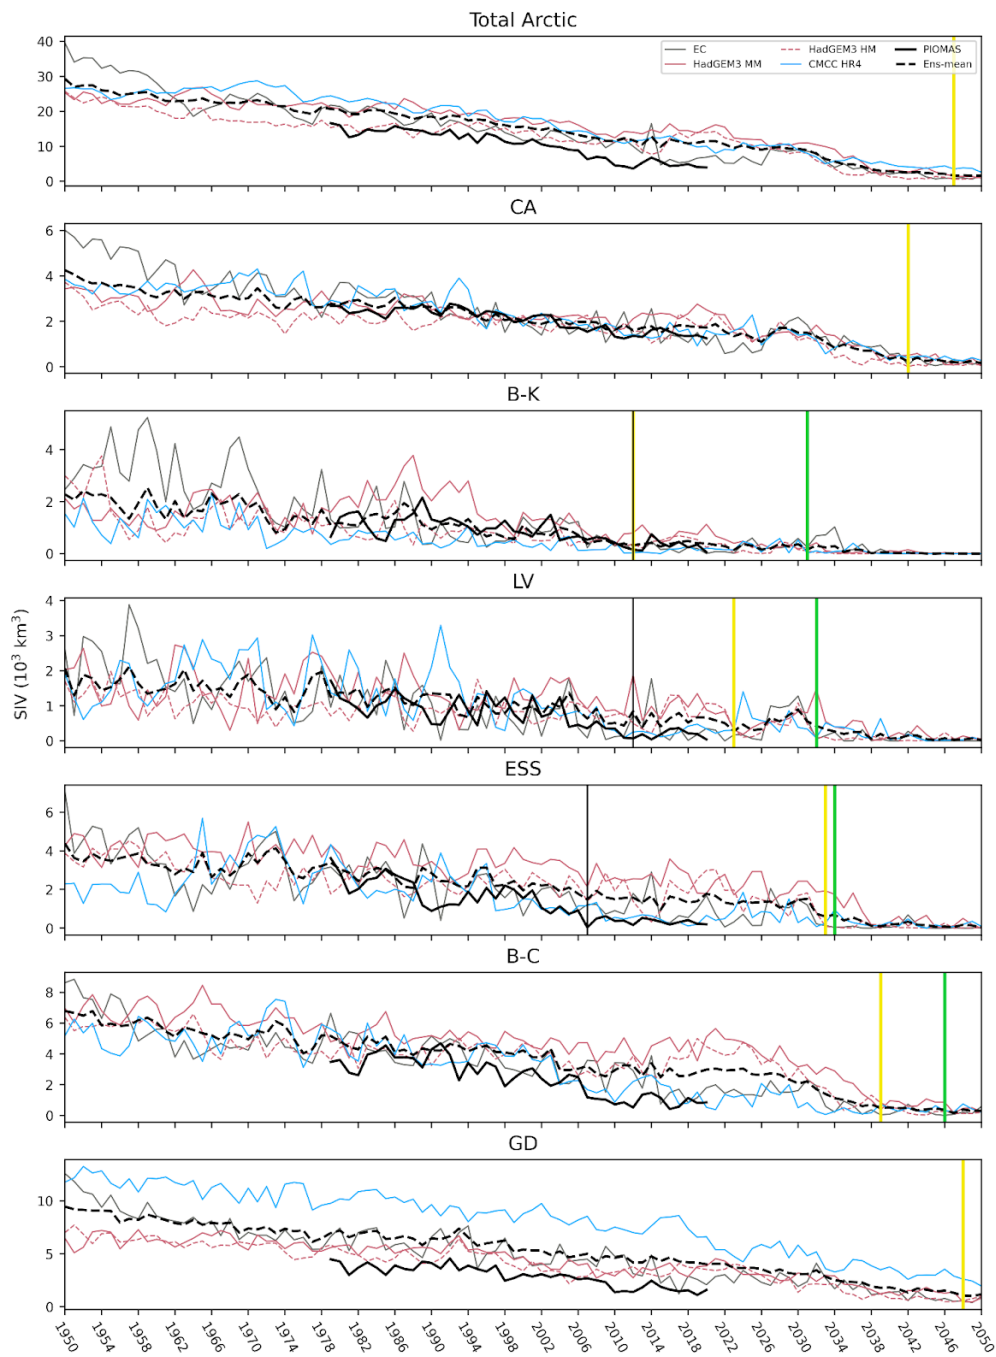 Total Arctic
40
30
20
10
0
EC
HadGEM3 MM
HadGEM3 HM
CMCC HR4
PIOMAS
Ens-mean
CA
6
4
2
0
B-K
4
2
0
LV
4
3
2
1
0
SIV (10³ km³)
ESS
6
4
2
0
B-C
8
6
4
2
0
GD
10
5
0
1950 1954 1958 1962 1966 1970 1974 1978 1982 1986 1990 1994 1998 2002 2006 2010 2014 2018 2022 2026 2030 2034 2038 2042 2046 2050